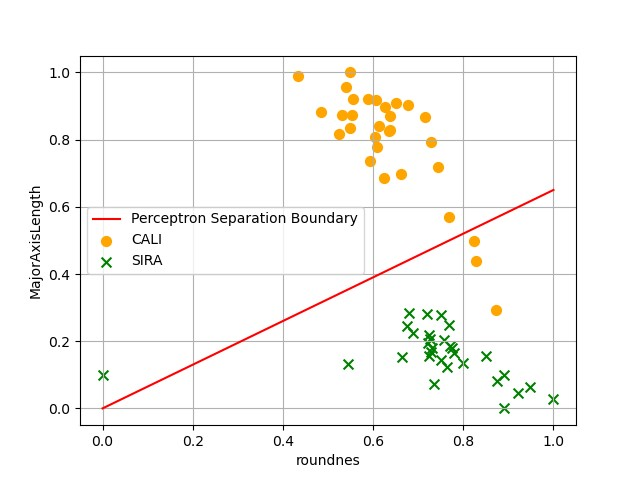 1.0
0.8
0.6
0.4
0.2
0.0
MajorAxisLength
Perceptron Separation Boundary
CALI
SIRA
0.0 0.2 0.4 0.6 0.8 1.0
roundnes